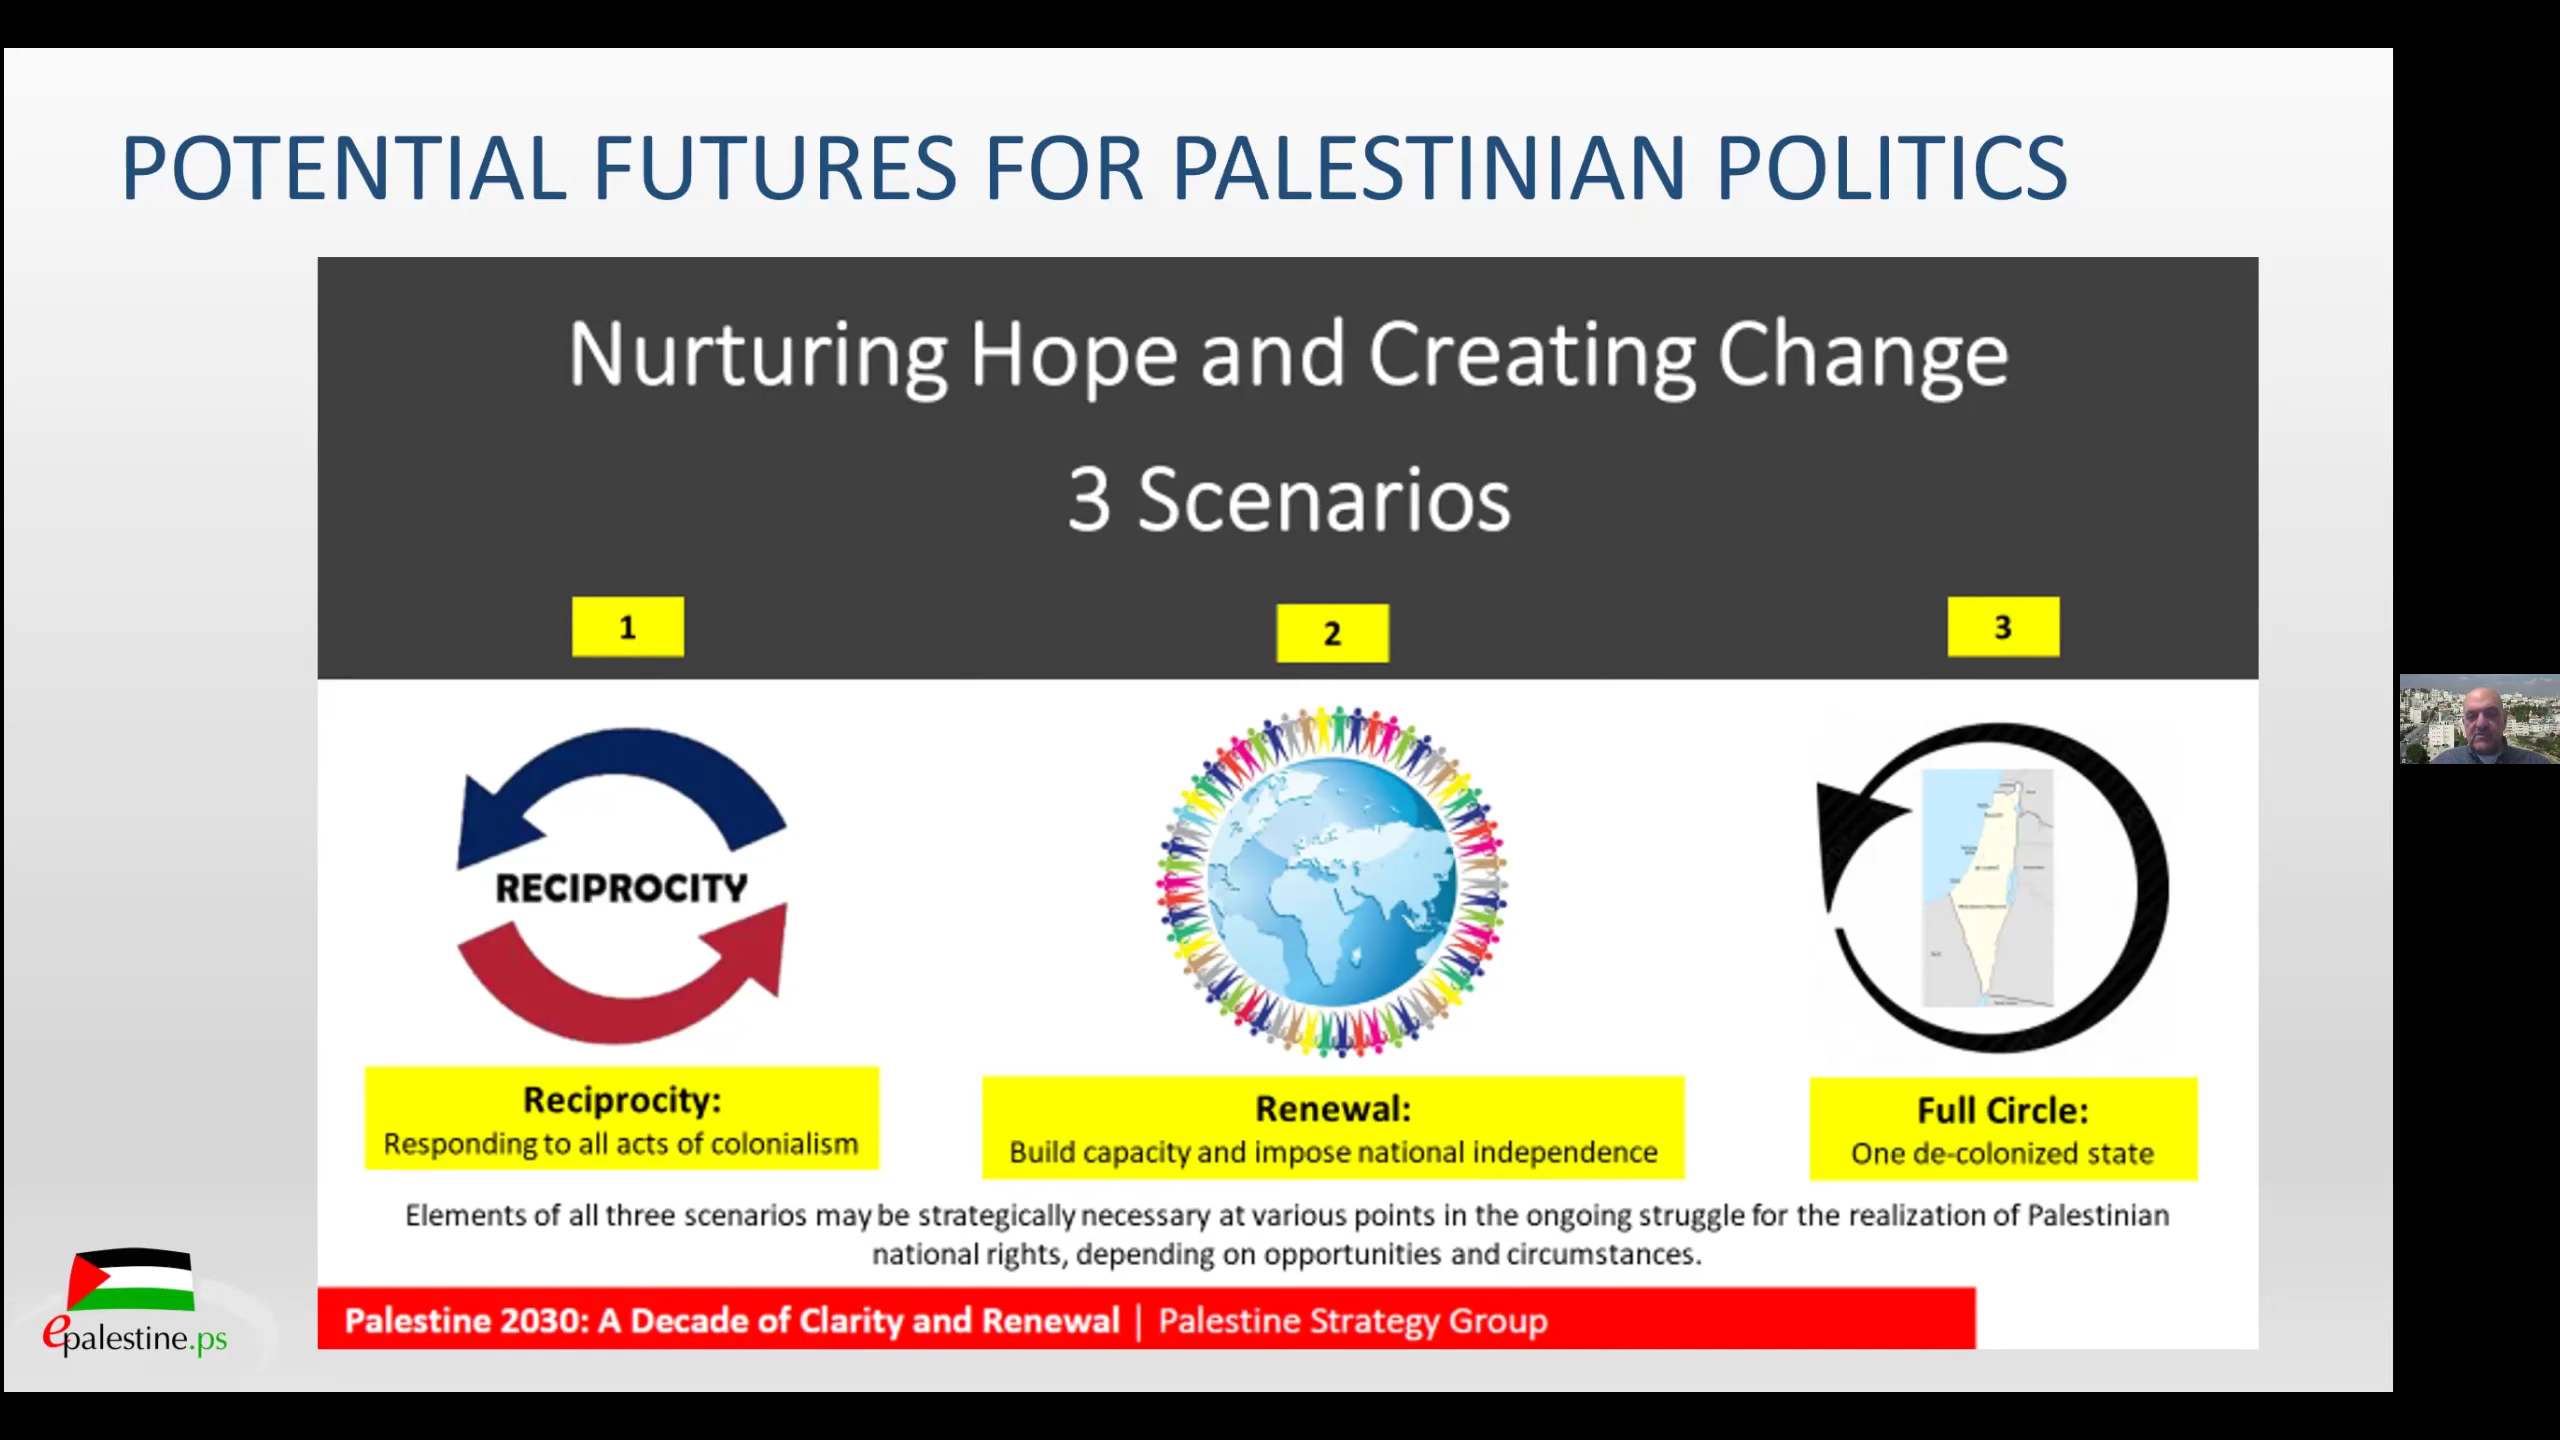 POTENTIAL FUTURES FOR PALESTINIAN POLITICS
Nurturing Hope and Creating Change
3 Scenarios
1
2
3
RECIPROCITY
Reciprocity:
Responding to all acts of colonialism
Renewal:
Build capacity and impose national independence
Full Circle:
One de-colonized state
Elements of all three scenarios may be strategically necessary at various points in the ongoing struggle for the realization of Palestinian
national rights, depending on opportunities and circumstances.
Palestine 2030: A Decade of Clarity and Renewal | Palestine Strategy Group
epalestine.ps